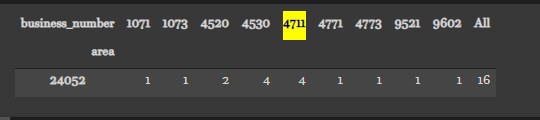 business_number 1071 1073 4520 4530 4711 4771 4773 9521 9602 All
area
24052 1 1 2 4 4 1 1 1 1 16